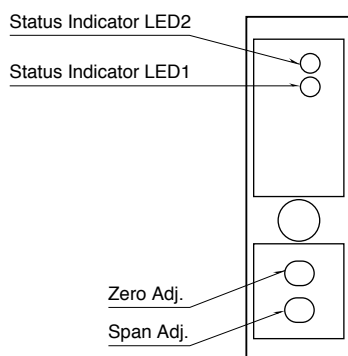 Status Indicator LED2
Status Indicator LED1
Zero Adj.
Span Adj.